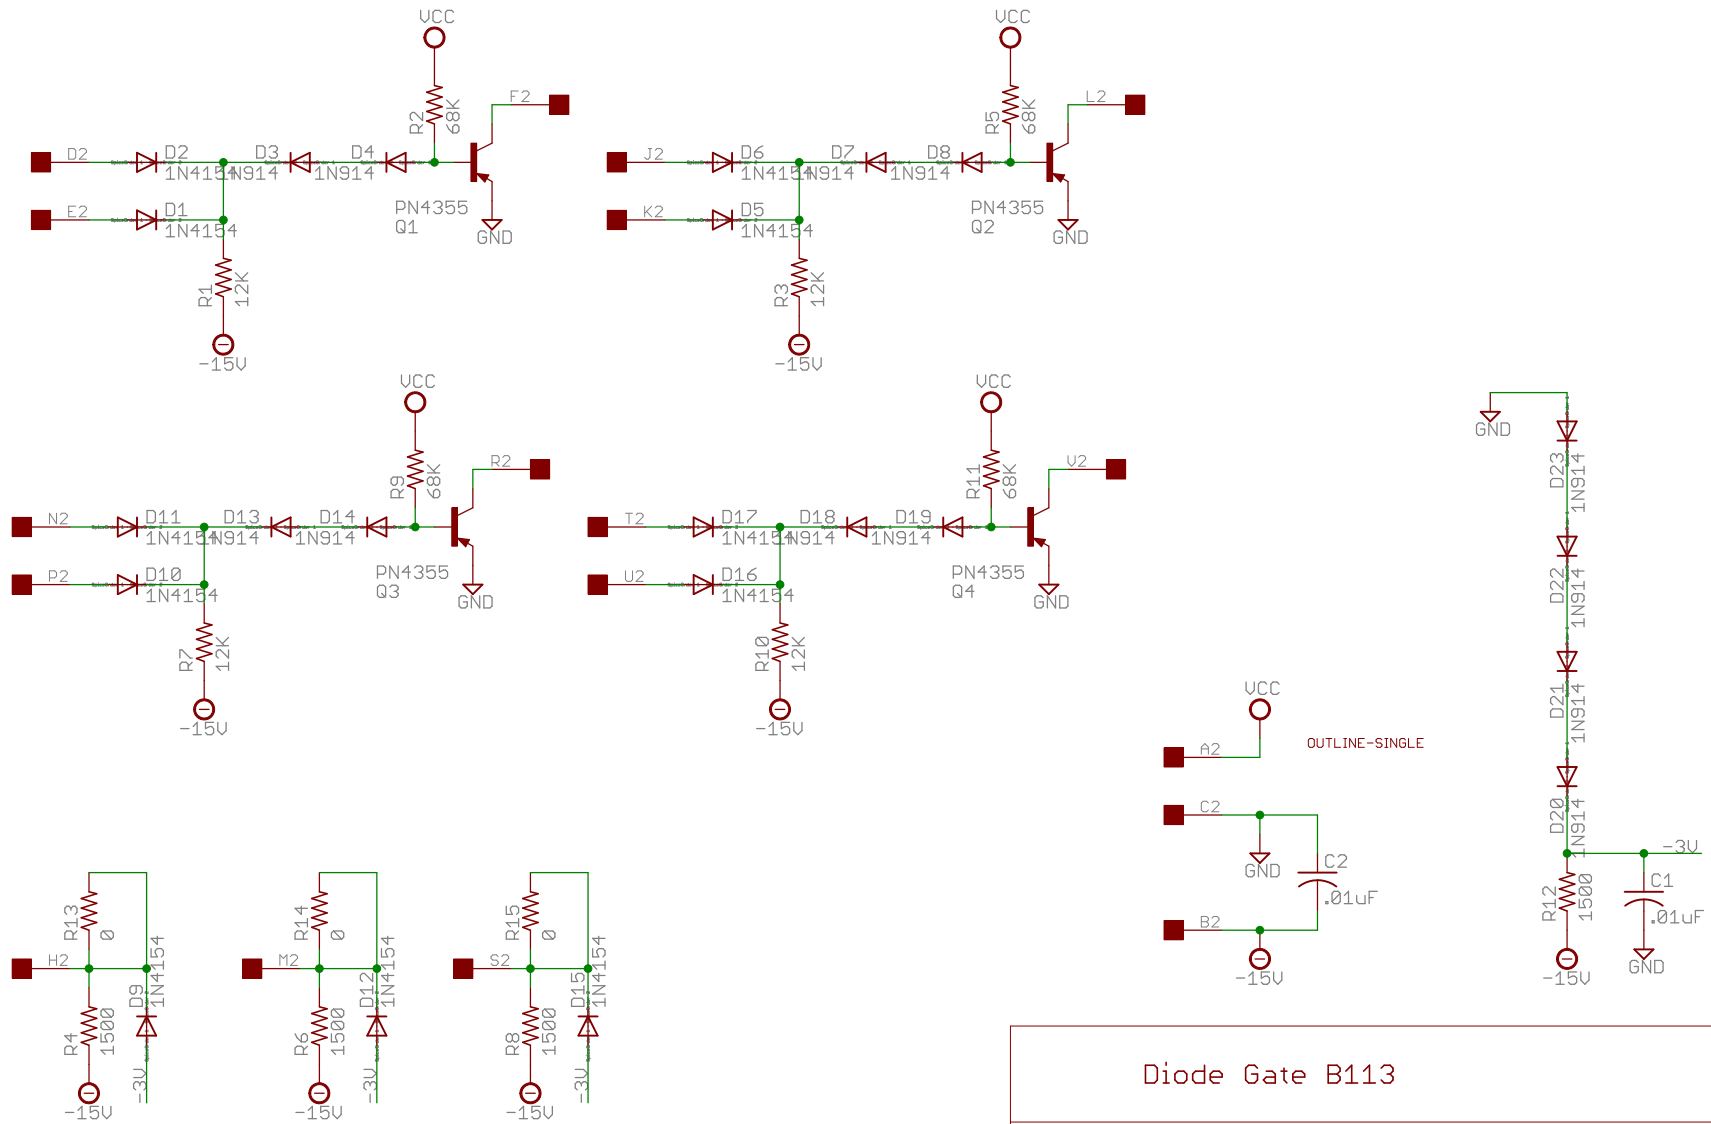 VCC
R2
68K
F2
D2
D2
1N4154
D3
1N914
D4
1N914
E2
D1
1N4154
PN4355
Q1
GND
R1
12K
-15V
VCC
R5
68K
L2
J2
D6
1N4154
D7
1N914
D8
1N914
K2
D5
1N4154
PN4355
Q2
GND
R3
12K
-15V
VCC
R9
68K
R2
N2
D11
1N4154
D13
1N914
D14
1N914
P2
D10
1N4154
PN4355
Q3
GND
R7
12K
-15V
VCC
R11
68K
V2
T2
D17
1N4154
D18
1N914
D19
1N914
U2
D16
1N4154
PN4355
Q4
GND
R10
12K
-15V
GND
D23
1N914
D22
1N914
D21
1N914
D20
1N914
-3V
R12
1500
C1
.01uF
-15V
GND
VCC
A2
OUTLINE-SINGLE
C2
GND
C2
.01uF
B2
-15V
R13
0
H2
D9
1N4154
R4
1500
-15V
-3V
R14
0
M2
D12
1N4154
R6
1500
-15V
-3V
R15
0
S2
D15
1N4154
R8
1500
-15V
-3V
Diode Gate B113